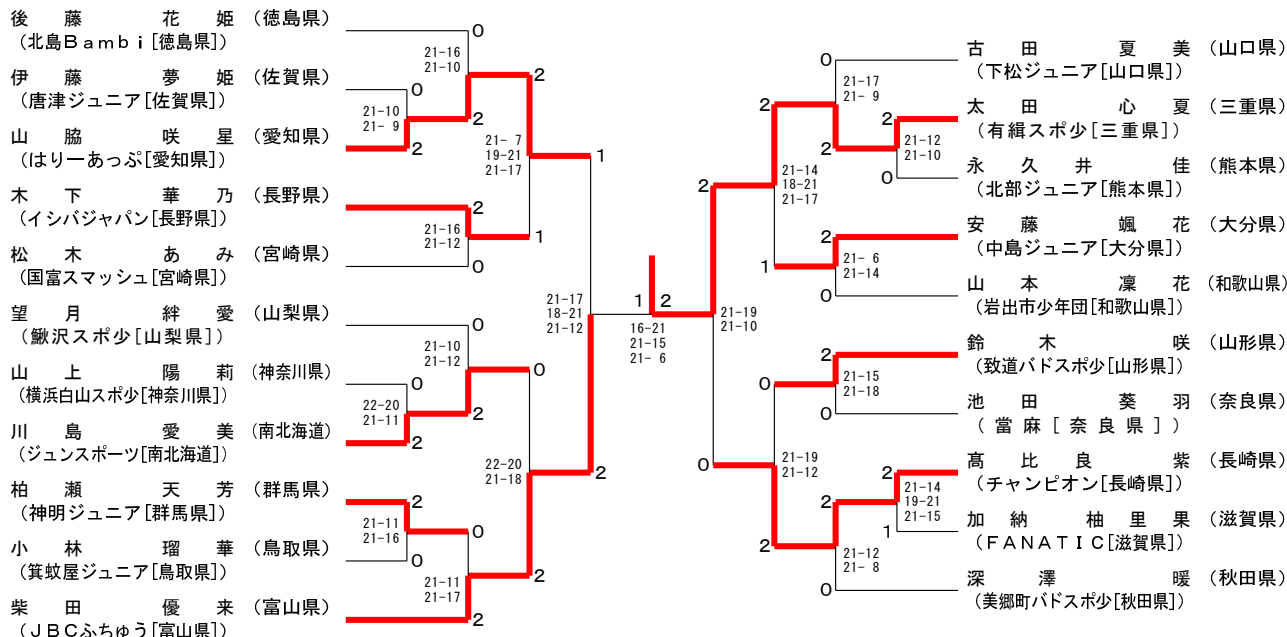 後藤花姫 (徳島県)
(北島Ｂａｍｂｉ[徳島県])
0
21-16
21-10
2
伊藤夢姫 (佐賀県)
(唐津ジュニア[佐賀県])
0
21-10
21- 9
2
山脇咲星 (愛知県)
(はりーあっぷ[愛知県])
2
21- 7
19-21
21-17
1
木下華乃 (長野県)
(イシバジャパン[長野県])
2
21-16
21-12
1
松木あみ (宮崎県)
(国富スマッシュ[宮崎県])
0
21-17
18-21
21-12
望月絆愛 (山梨県)
(鰍沢スポ少[山梨県])
0
21-10
21-12
0
山上陽莉 (神奈川県)
(横浜白山スポ少[神奈川県])
0
22-20
21-11
2
川島愛美 (南北海道)
(ジュンスポーツ[南北海道])
2
22-20
21-18
2
柏瀬天芳 (群馬県)
(神明ジュニア[群馬県])
2
21-11
21-16
0
小林瑠華 (鳥取県)
(箕蚊屋ジュニア[鳥取県])
0
21-11
21-17
2
柴田優来 (富山県)
(ＪＢＣふちゅう[富山県])
2
1 2
16-21
21-15
21- 6
古田夏美 (山口県)
(下松ジュニア[山口県])
0
21-17
21- 9
2
太田心夏 (三重県)
(有緝スポ少[三重県])
2
21-12
21-10
2
永久井佳 (熊本県)
(北部ジュニア[熊本県])
0
21-14
18-21
21-17
2
安藤颯花 (大分県)
(中島ジュニア[大分県])
2
21- 6
21-14
1
山本凜花 (和歌山県)
(岩出市少年団[和歌山県])
0
21-19
21-10
鈴木咲 (山形県)
(致道バドスポ少[山形県])
2
21-15
21-18
0
池田葵羽 (奈良県)
(當麻[奈良県])
0
21-19
21-12
0
髙比良紫 (長崎県)
(チャンピオン[長崎県])
2
21-14
19-21
21-15
2
加納柚里果 (滋賀県)
(ＦＡＮＡＴＩＣ[滋賀県])
1
21-12
21- 8
2
深澤暖 (秋田県)
(美郷町バドスポ少[秋田県])
0